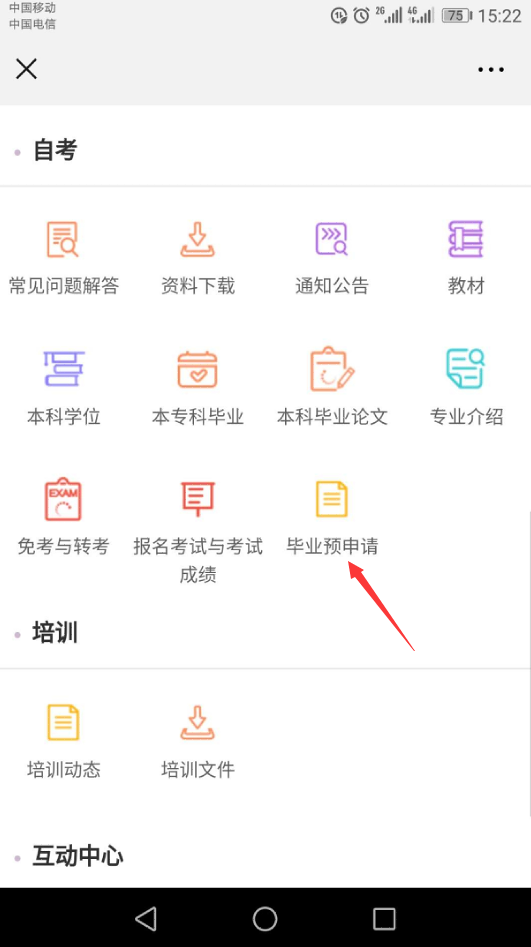 中国移动
中国电信
2G 4G 75 15:22
自考
常见问题解答 资料下载 通知公告 教材
本科学位 本专科毕业 本科毕业论文 专业介绍
EXAM
免考与转考 报名考试与考试成绩 毕业预申请
培训
培训动态 培训文件
互动中心